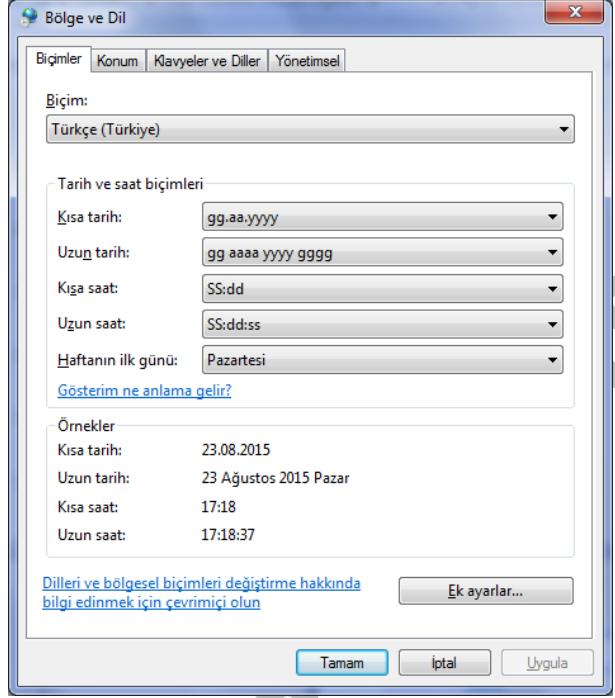 Bölge ve Dil
Biçimler Konum Klavyeler ve Diller Yönetimsel
Biçim:
Türkçe (Türkiye)
Tarih ve saat biçimleri
Kısa tarih: gg.aa.yyyy
Uzun tarih: gg aaaa yyyy gggg
Kısa saat: SS:dd
Uzun saat: SS:dd:ss
Haftanın ilk günü: Pazartesi
Gösterim ne anlama gelir?
Örnekler
Kısa tarih: 23.08.2015
Uzun tarih: 23 Ağustos 2015 Pazar
Kısa saat: 17:18
Uzun saat: 17:18:37
Dilleri ve bölgesel biçimleri değiştirme hakkında
bilgi edinmek için çevrimiçi olun
Ek ayarlar...
Tamam İptal Uygula